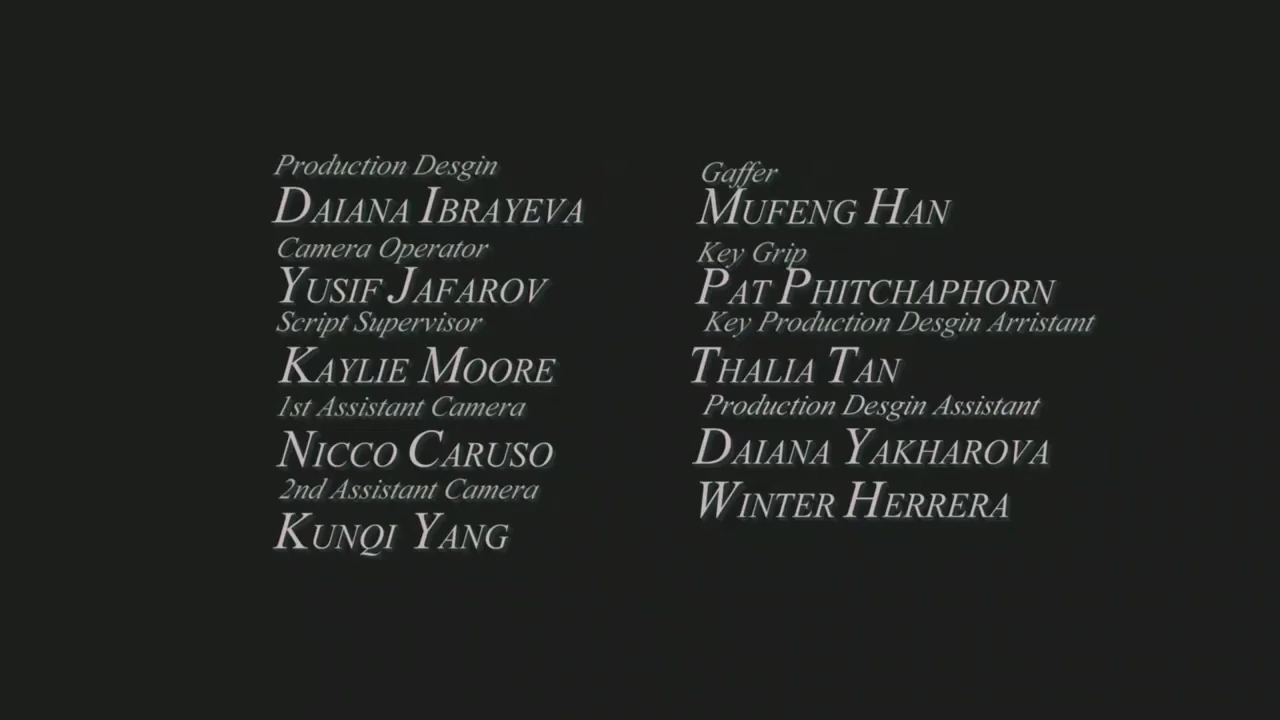 Production Desgin
DAIANA IBRAYEVA
Camera Operator
YUSIF JAFAROV
Script Supervisor
KAYLIE MOORE
1st Assistant Camera
NICCO CARUSO
2nd Assistant Camera
KUNQI YANG
Gaffer
MUFENG HAN
Key Grip
PAT PHITCHAPHORN
Key Production Desgin Arristant
THALIA TAN
Production Desgin Assistant
DAIANA YAKHAROVA
WINTER HERRERA